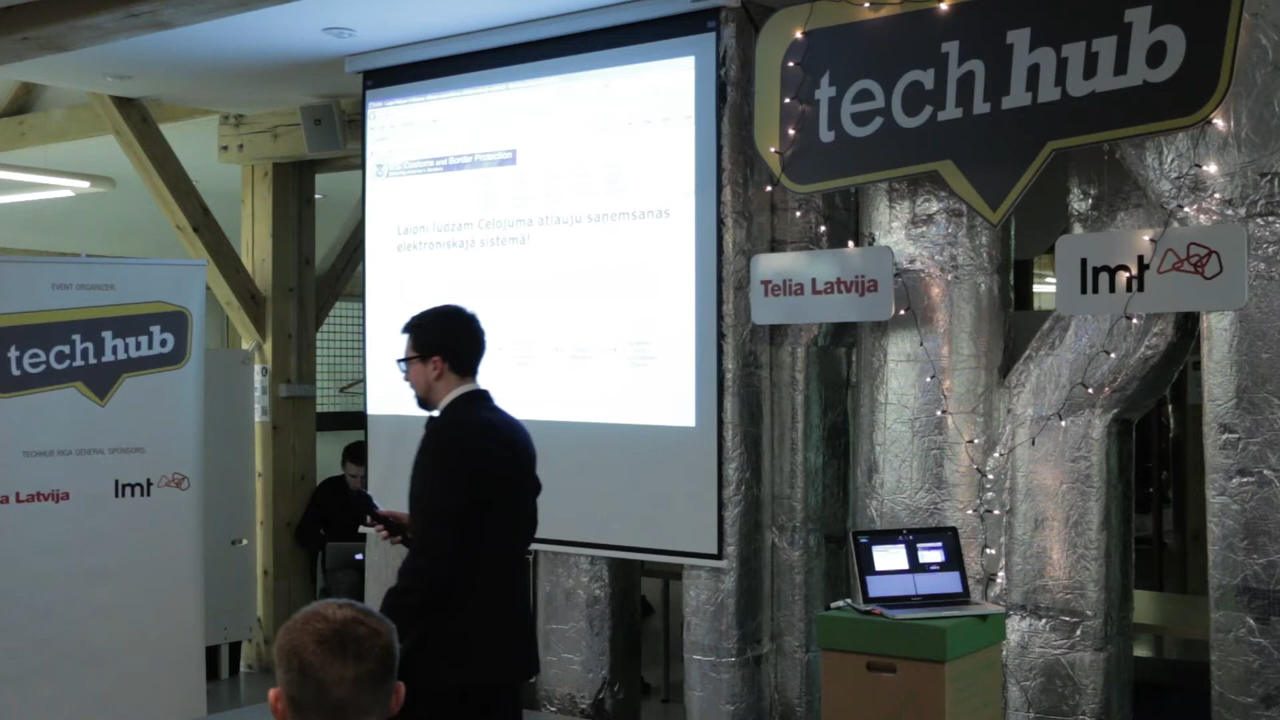 EVENT ORGANIZER:
tech hub
TECHHUB RIGA GENERAL SPONSORS:
a Latvija
lmt
Customs and Border Protection
Laipni lūdzam Ceļojuma atļauju saņemšanas
elektroniskajā sistēmā!
tech hub
Telia Latvija
lmt